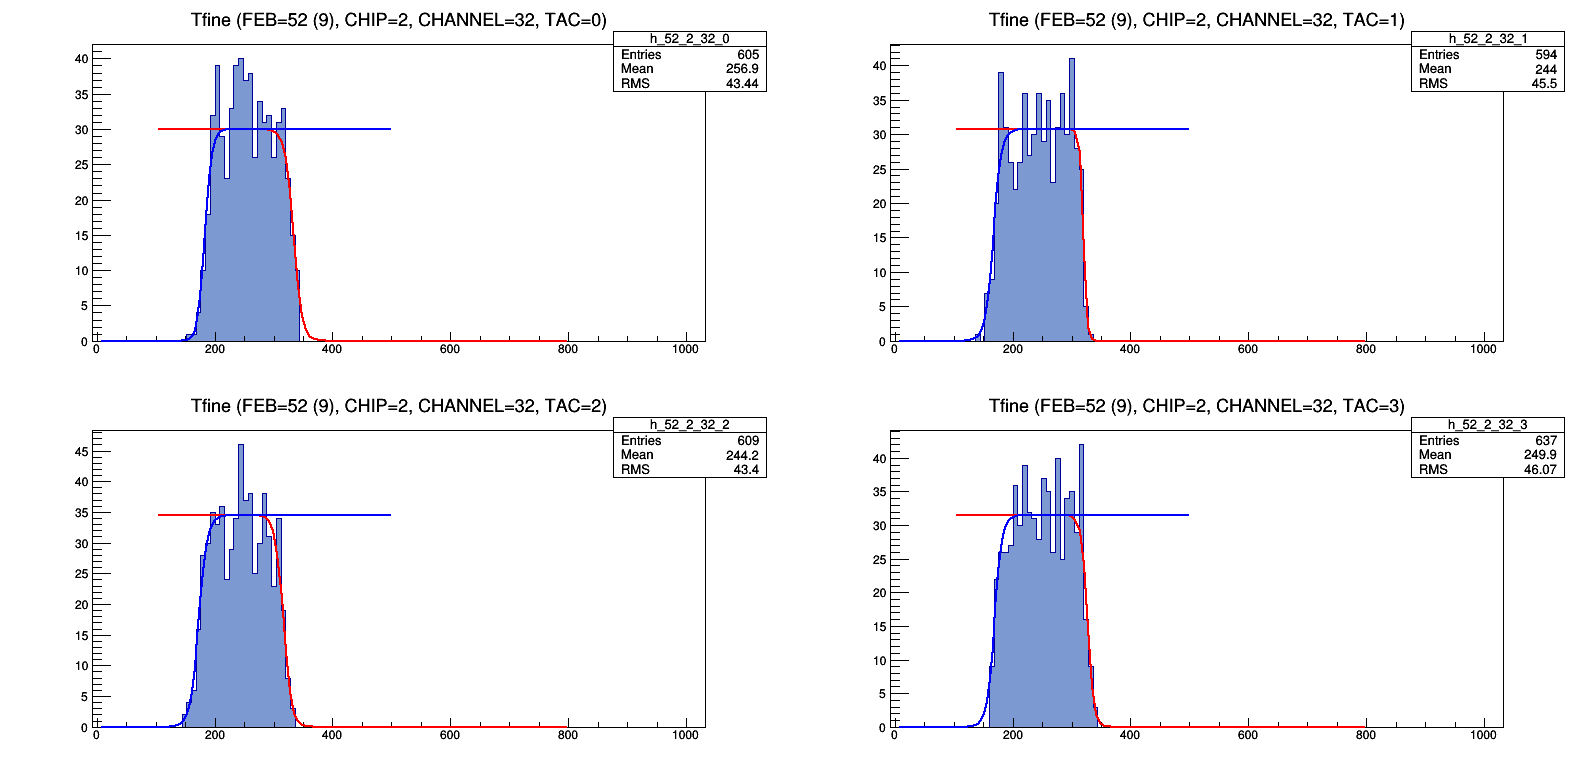 Tfine (FEB=52 (9), CHIP=2, CHANNEL=32, TAC=0)
h_52_2_32_0
Entries 605
Mean 256.9
RMS 43.44
40
35
30
25
20
15
10
5
0
0 200 400 600 800 1000
Tfine (FEB=52 (9), CHIP=2, CHANNEL=32, TAC=1)
h_52_2_32_1
Entries 594
Mean 244
RMS 45.5
40
35
30
25
20
15
10
5
0
0 200 400 600 800 1000
Tfine (FEB=52 (9), CHIP=2, CHANNEL=32, TAC=2)
h_52_2_32_2
Entries 609
Mean 244.2
RMS 43.4
45
40
35
30
25
20
15
10
5
0
0 200 400 600 800 1000
Tfine (FEB=52 (9), CHIP=2, CHANNEL=32, TAC=3)
h_52_2_32_3
Entries 637
Mean 249.9
RMS 46.07
40
35
30
25
20
15
10
5
0
0 200 400 600 800 1000